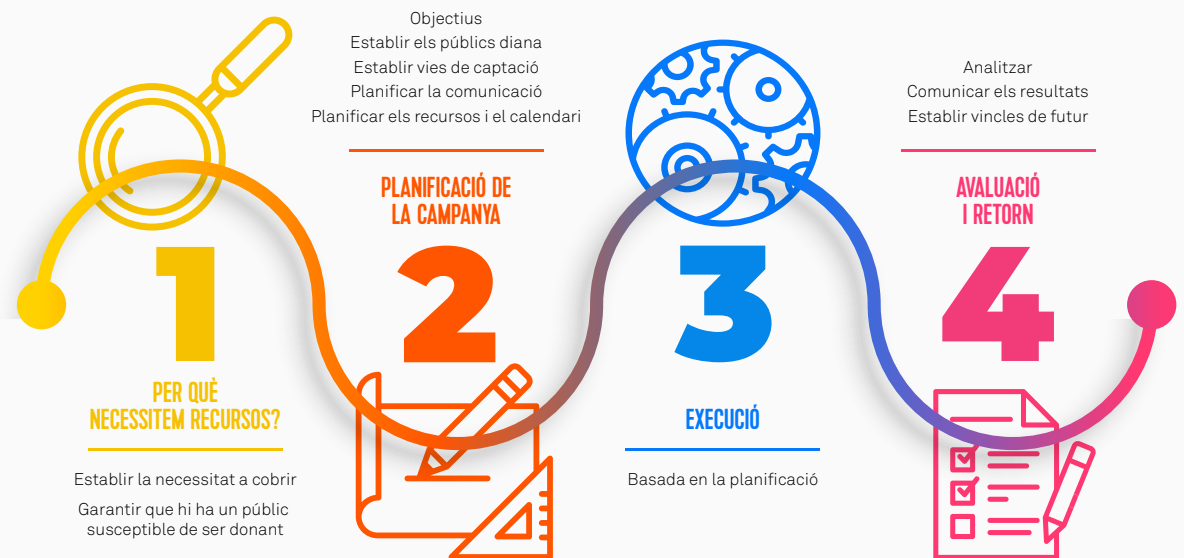 1
PER QUÈ
NECESSITEM RECURSOS?
Establir la necessitat a cobrir
Garantir que hi ha un públic
susceptible de ser donant
Objectius
Establir els públics diana
Establir vies de captació
Planificar la comunicació
Planificar els recursos i el calendari
PLANIFICACIÓ DE
LA CAMPANYA
2
3
EXECUCIÓ
Basada en la planificació
Analitzar
Comunicar els resultats
Establir vincles de futur
AVALUACIÓ
I RETORN
4